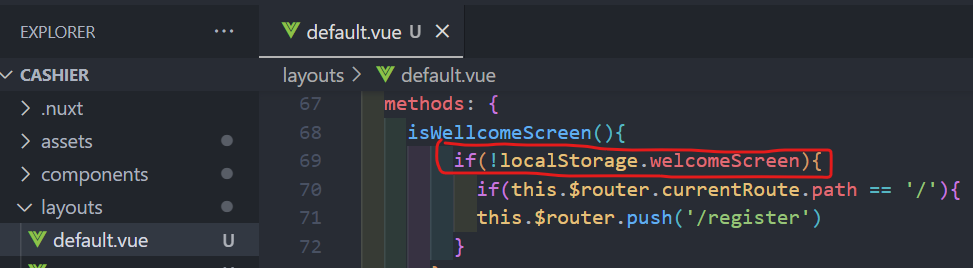 EXPLORER ...
CASHIER
.nuxt
assets
components
layouts
default.vue U
default.vue U
layouts > default.vue
67 methods: {
68 isWellcomeScreen(){
69 if(!localStorage.welcomeScreen){
70 if(this.$router.currentRoute.path == '/'){
71 this.$router.push('/register')
72 }